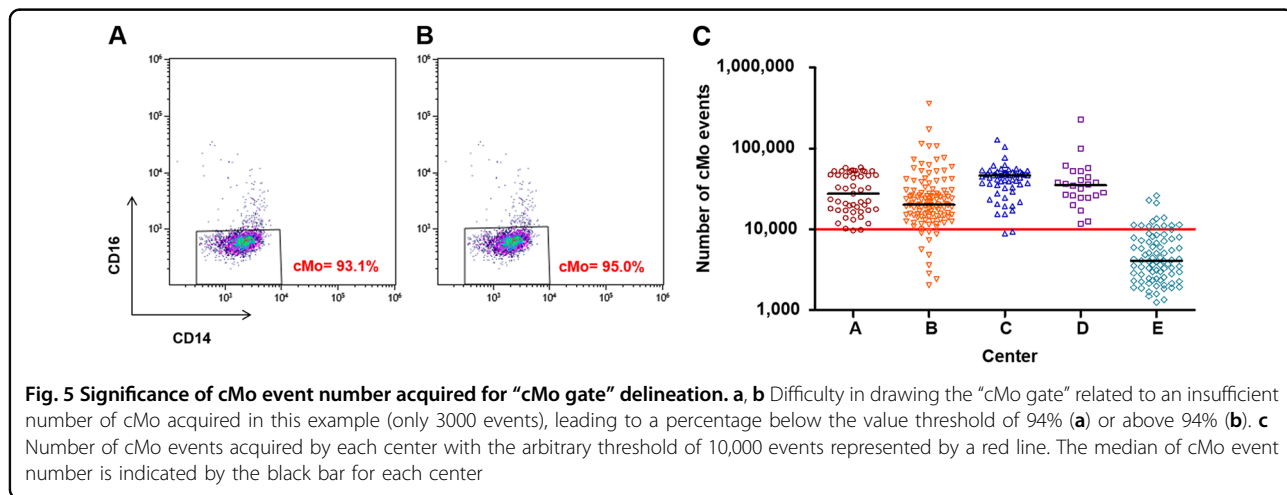 A
B
C
10⁶
10⁵
10⁴
10³
cMo= 93.1%
10³ 10⁴ 10⁵ 10⁶
CD16
CD14
10⁶
10⁵
10⁴
10³
cMo= 95.0%
10³ 10⁴ 10⁵ 10⁶
Number of cMo events
1,000,000
100,000
10,000
1,000
A B C D E
Center
Fig. 5 Significance of cMo event number acquired for “cMo gate” delineation. a, b Difficulty in drawing the “cMo gate” related to an insufficient
number of cMo acquired in this example (only 3000 events), leading to a percentage below the value threshold of 94% (a) or above 94% (b). c
Number of cMo events acquired by each center with the arbitrary threshold of 10,000 events represented by a red line. The median of cMo event
number is indicated by the black bar for each center